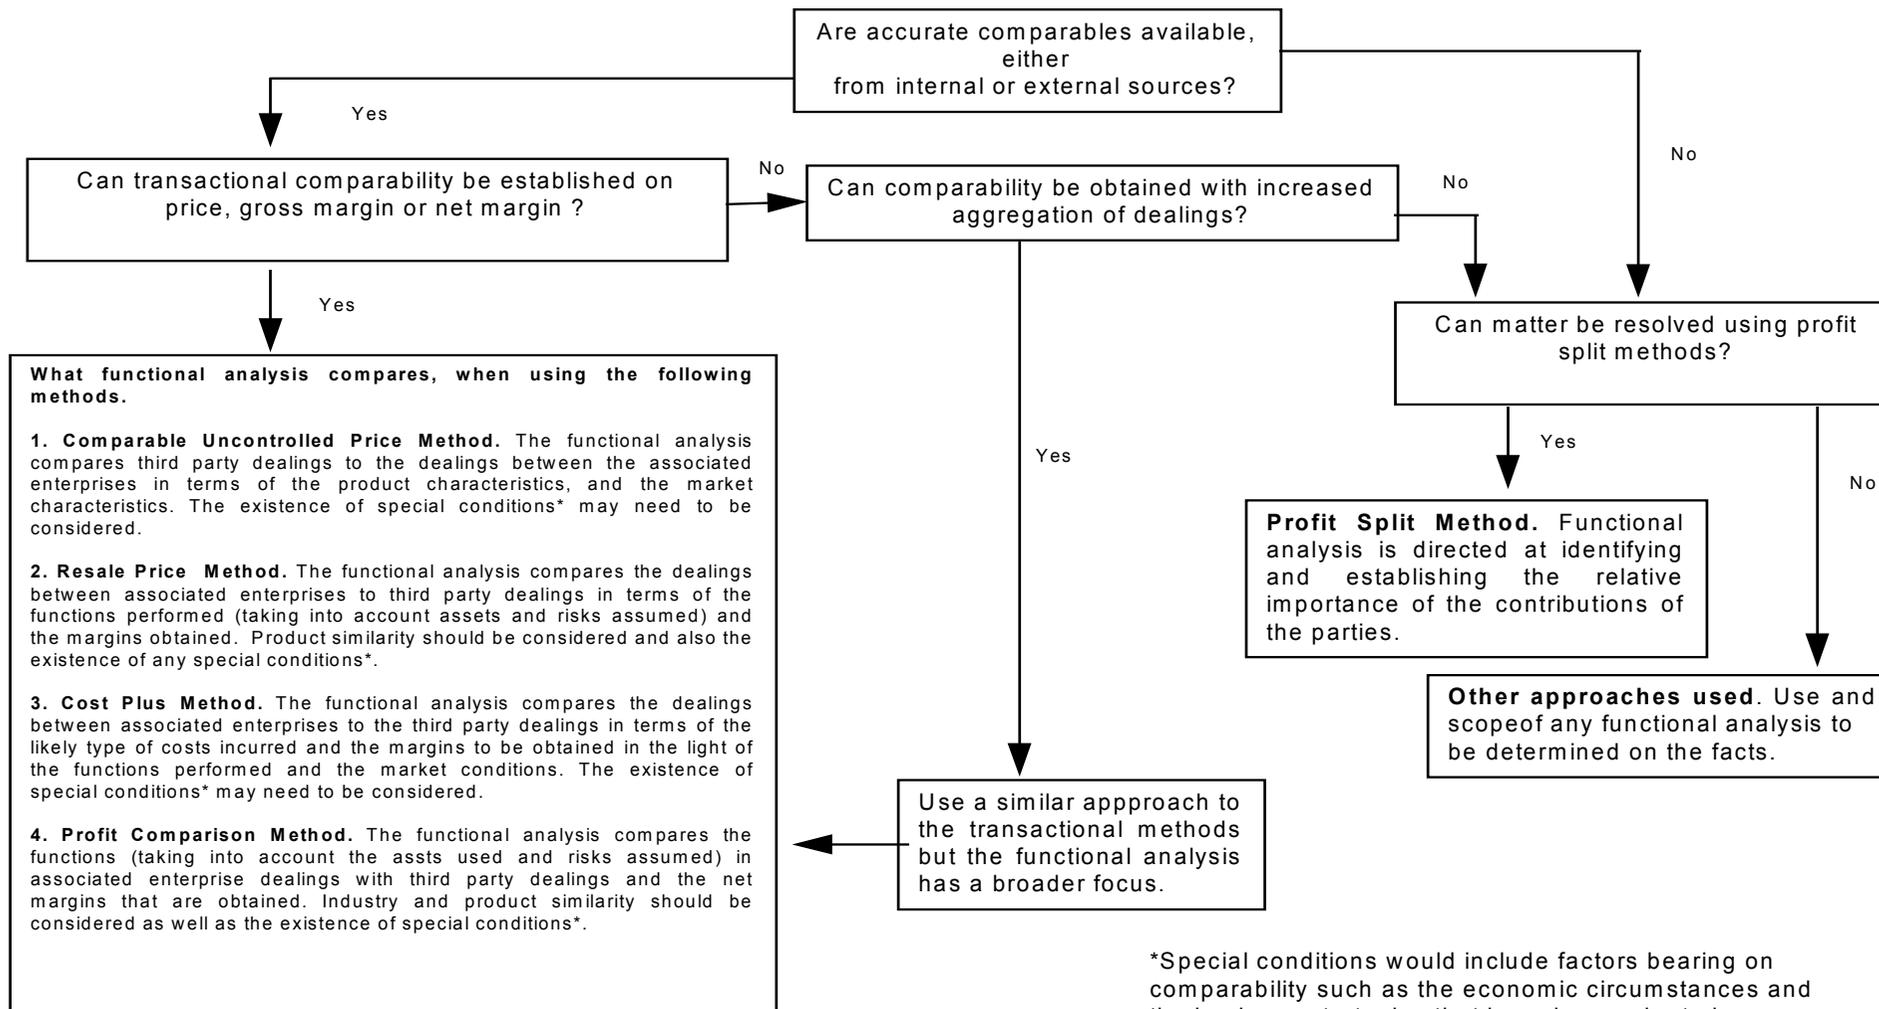 Are accurate comparables available,
either
from internal or external sources?
Yes
No
Can transactional comparability be established on
price, gross margin or net margin ?
No
Can comparability be obtained with increased
aggregation of dealings?
No
Yes
Can matter be resolved using profit
split methods?
What functional analysis compares, when using the following
methods.
1. Comparable Uncontrolled Price Method. The functional analysis
compares third party dealings to the dealings between the associated
enterprises in terms of the product characteristics, and the market
characteristics. The existence of special conditions* may need to be
considered.
2. Resale Price Method. The functional analysis compares the dealings
between associated enterprises to third party dealings in terms of the
functions performed (taking into account assets and risks assumed) and
the margins obtained. Product similarity should be considered and also the
existence of any special conditions*.
3. Cost Plus Method. The functional analysis compares the dealings
between associated enterprises to the third party dealings in terms of the
likely type of costs incurred and the margins to be obtained in the light of
the functions performed and the market conditions. The existence of
special conditions* may need to be considered.
4. Profit Comparison Method. The functional analysis compares the
functions (taking into account the assts used and risks assumed) in
associated enterprise dealings with third party dealings and the net
margins that are obtained. Industry and product similarity should be
considered as well as the existence of special conditions*.
Yes
Yes
No
Profit Split Method. Functional
analysis is directed at identifying
and establishing the relative
importance of the contributions of
the parties.
Other approaches used. Use and
scopeof any functional analysis to
be determined on the facts.
Use a similar appproach to
the transactional methods
but the functional analysis
has a broader focus.
*Special conditions would include factors bearing on
comparability such as the economic circumstances and